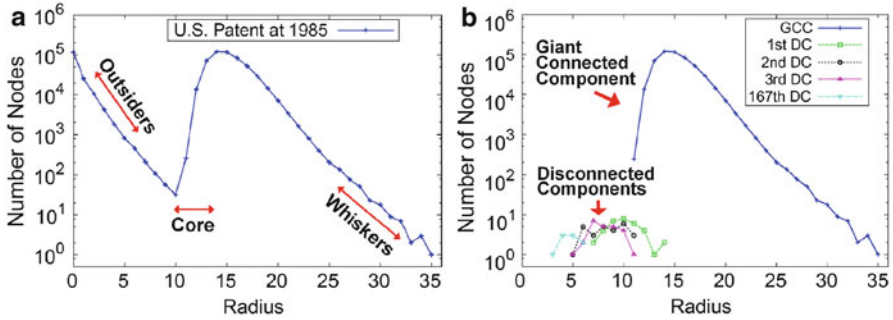 a
U.S. Patent at 1985
Number of Nodes
10^6
10^5
10^4
10^3
10^2
10^1
10^0
Outsiders
Core
Whiskers
0 5 10 15 20 25 30 35
Radius
b
GCC
1st DC
2nd DC
3rd DC
167th DC
Number of Nodes
10^6
10^5
10^4
10^3
10^2
10^1
10^0
Giant
Connected
Component
Disconnected
Components
0 5 10 15 20 25 30 35
Radius